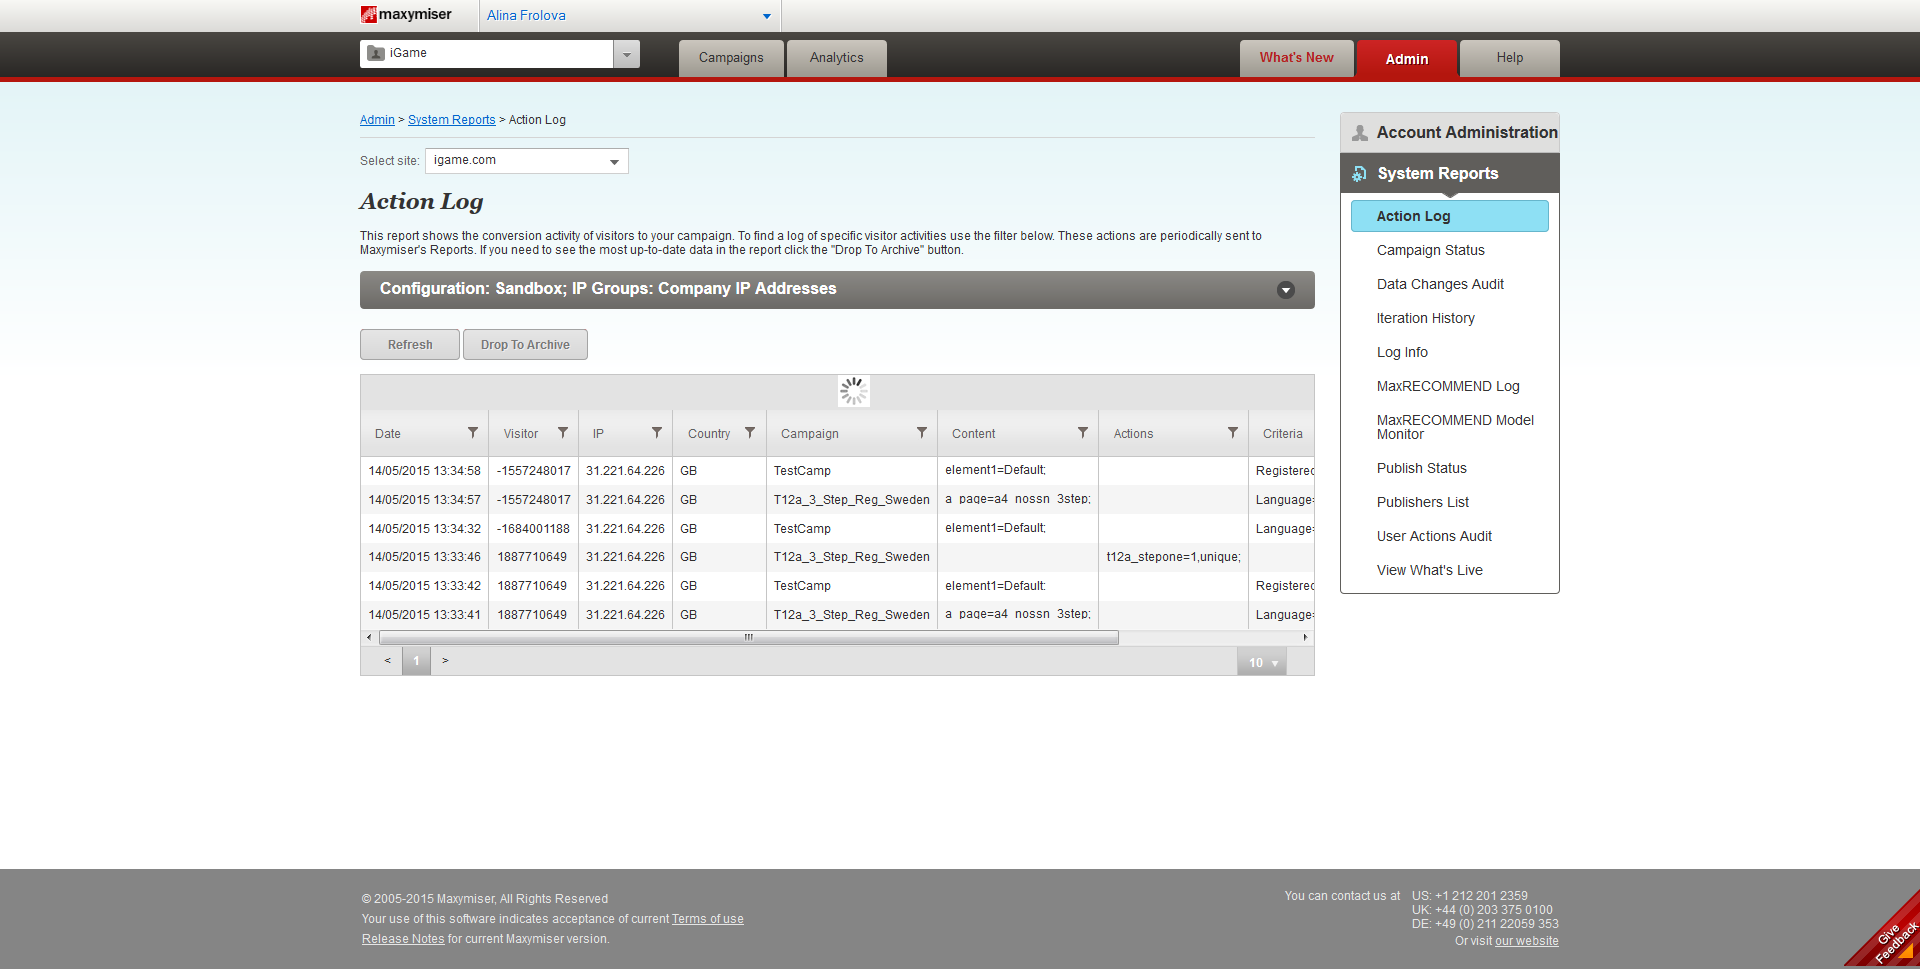 maxymiser
Alina Frolova
iGame
Campaigns
Analytics
What's New
Admin
Help
Admin > System Reports > Action Log
Select site: igame.com
Action Log
This report shows the conversion activity of visitors to your campaign. To find a log of specific visitor activities use the filter below. These actions are periodically sent to
Maxymiser's Reports. If you need to see the most up-to-date data in the report click the "Drop To Archive" button.
Configuration: Sandbox; IP Groups: Company IP Addresses
Refresh
Drop To Archive
Date Visitor IP Country Campaign Content Actions Criteria
14/05/2015 13:34:58 -1557248017 31.221.64.226 GB TestCamp element1=Default; Registered
14/05/2015 13:34:57 -1557248017 31.221.64.226 GB T12a_3_Step_Reg_Sweden a_page=a4_nossn_3step; Language=
14/05/2015 13:34:32 -1684001188 31.221.64.226 GB TestCamp element1=Default; Language=
14/05/2015 13:33:46 1887710649 31.221.64.226 GB T12a_3_Step_Reg_Sweden t12a_stepone=1,unique;
14/05/2015 13:33:42 1887710649 31.221.64.226 GB TestCamp element1=Default; Registered
14/05/2015 13:33:41 1887710649 31.221.64.226 GB T12a_3_Step_Reg_Sweden a_page=a4_nossn_3step; Language=
< 1 >
10
Account Administration
System Reports
Action Log
Campaign Status
Data Changes Audit
Iteration History
Log Info
MaxRECOMMEND Log
MaxRECOMMEND Model
Monitor
Publish Status
Publishers List
User Actions Audit
View What's Live
© 2005-2015 Maxymiser, All Rights Reserved
Your use of this software indicates acceptance of current Terms of use
Release Notes for current Maxymiser version.
You can contact us at US: +1 212 201 2359
UK: +44 (0) 203 375 0100
DE: +49 (0) 211 22059 353
Or visit our website
Give
Feedback